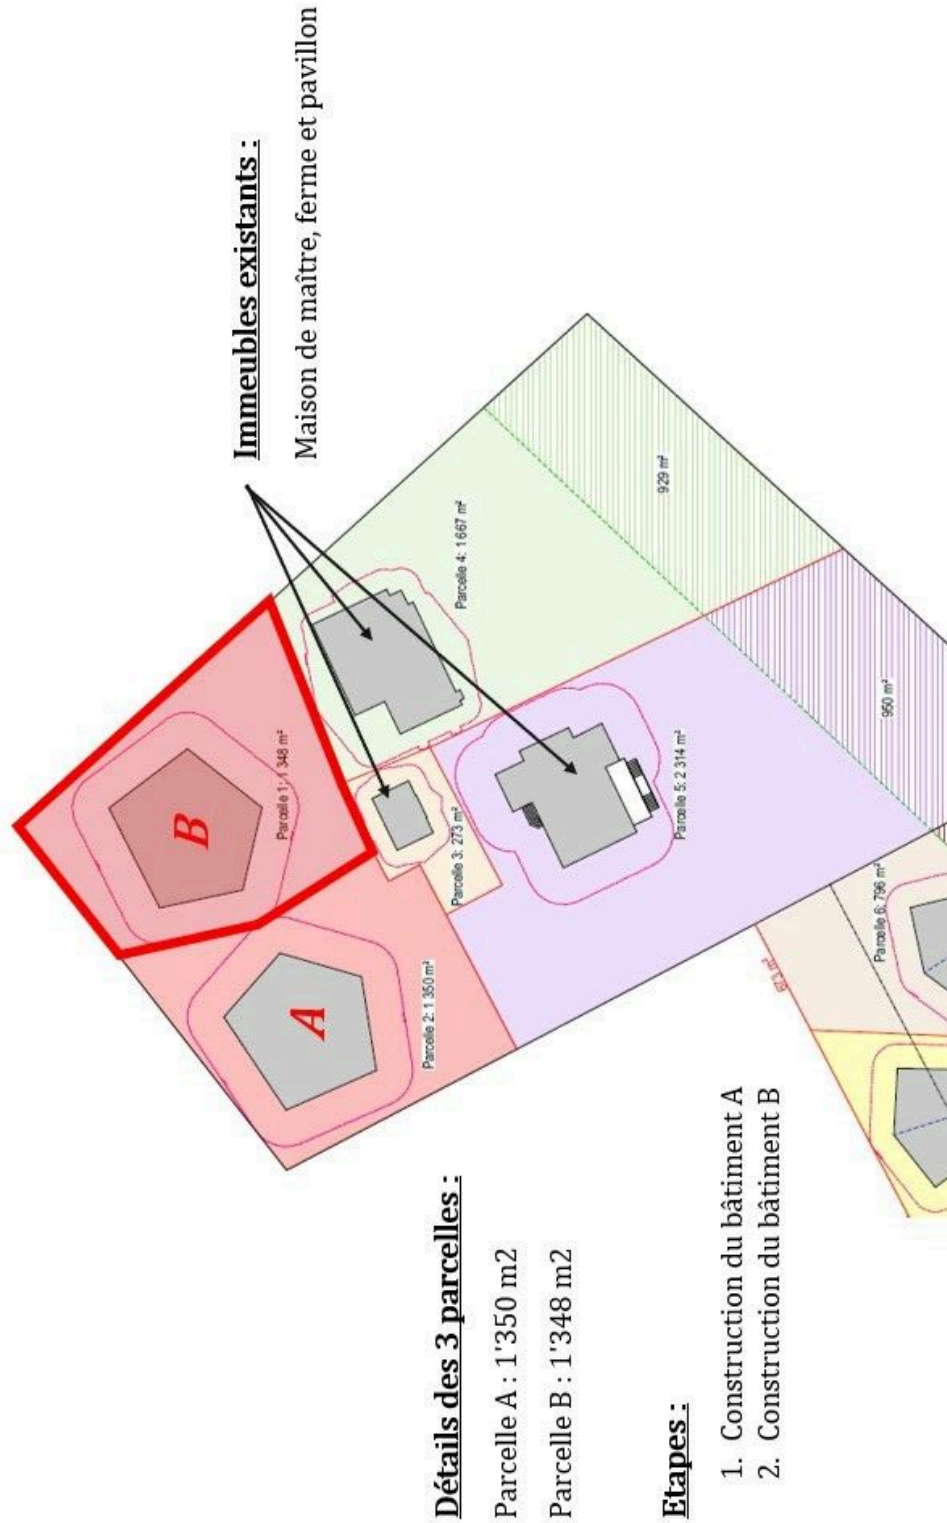 Immeubles existants :
Maison de maître, ferme et pavillon
B
Parcelle 1: 1 348 m²
A
Parcelle 2: 1 350 m²
Parcelle 3: 273 m²
Parcelle 4: 1 667 m²
929 m²
Parcelle 5: 2 314 m²
950 m²
Parcelle 6: 796 m²
Détails des 3 parcelles :
Parcelle A : 1'350 m2
Parcelle B : 1'348 m2
Etapes :
1. Construction du bâtiment A
2. Construction du bâtiment B